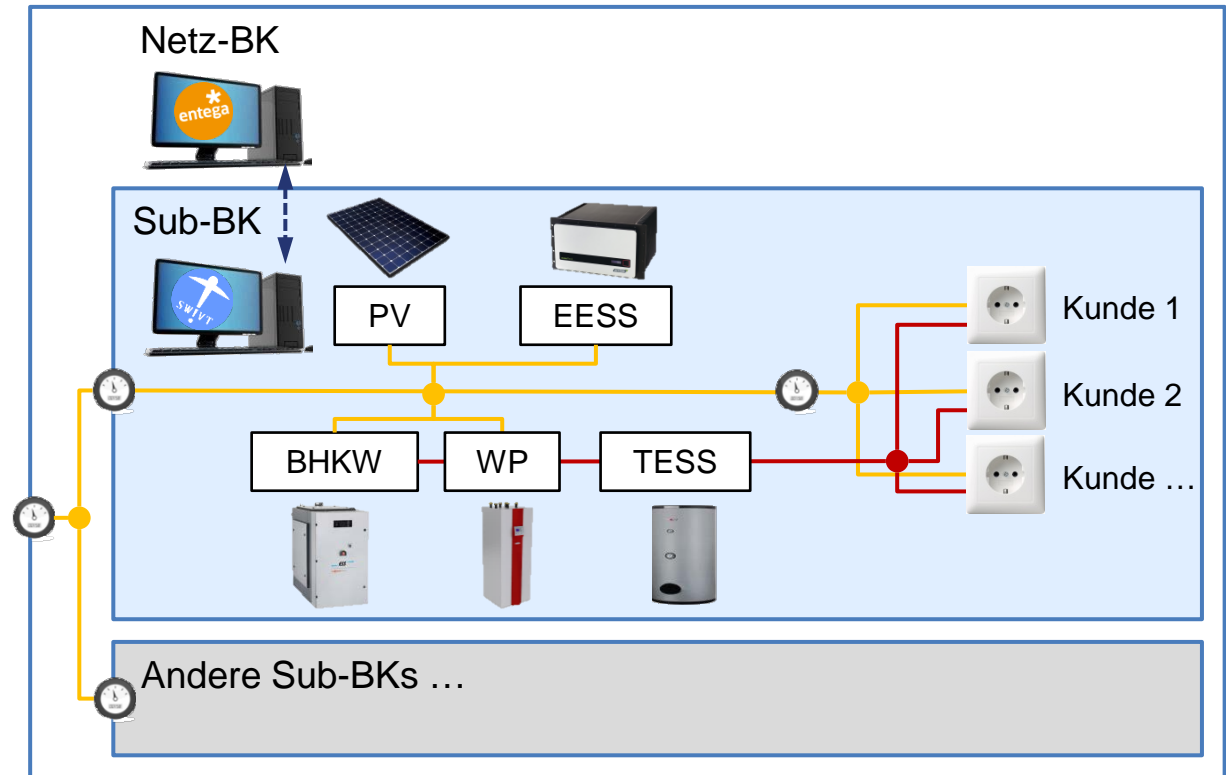 Netz-BK
entega
Sub-BK
SWIVT
PV
EESS
Kunde 1
Kunde 2
BHKW
WP
TESS
Kunde …
Andere Sub-BKs …